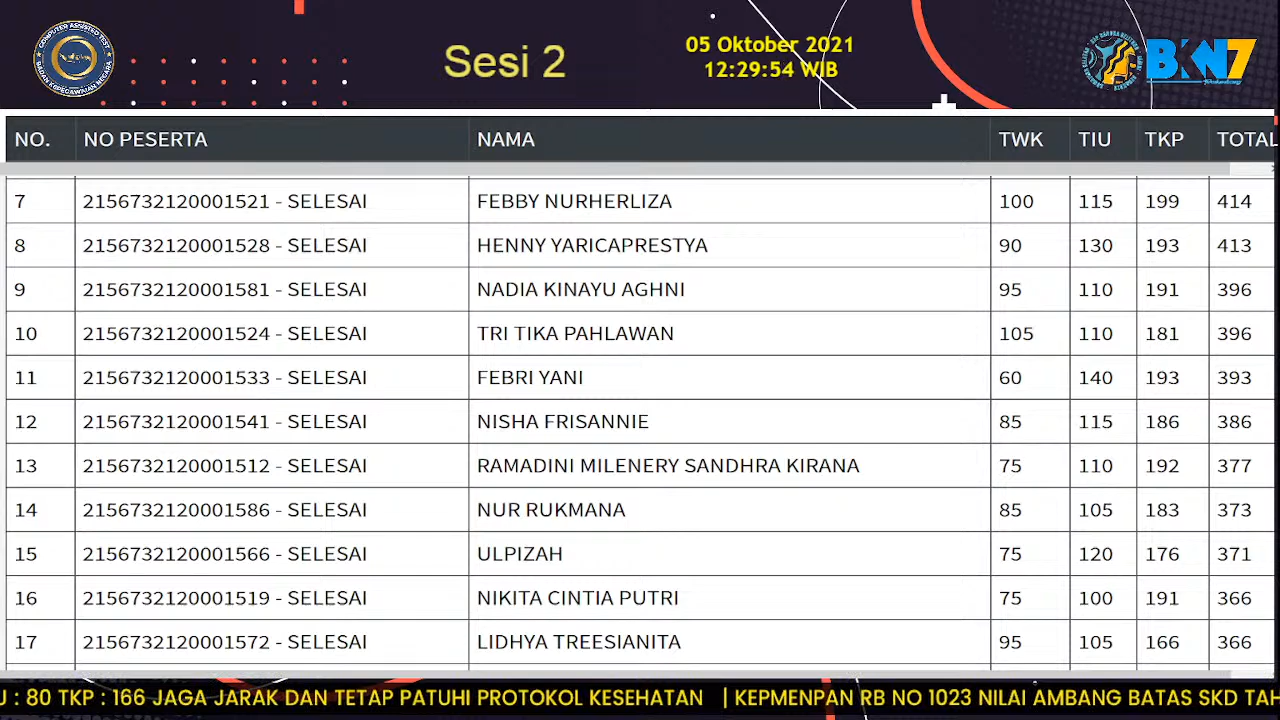 COMPUTER ASSISTED TEST
BADAN KEPEGAWAIAN NEGARA
Sesi 2
05 Oktober 2021
12:29:54 WIB
BKN7
NO. NO PESERTA NAMA TWK TIU TKP TOTAL
7 2156732120001521 - SELESAI FEBBY NURHERLIZA 100 115 199 414
8 2156732120001528 - SELESAI HENNY YARICAPRESTYA 90 130 193 413
9 2156732120001581 - SELESAI NADIA KINAYU AGHNI 95 110 191 396
10 2156732120001524 - SELESAI TRI TIKA PAHLAWAN 105 110 181 396
11 2156732120001533 - SELESAI FEBRI YANI 60 140 193 393
12 2156732120001541 - SELESAI NISHA FRISANNIE 85 115 186 386
13 2156732120001512 - SELESAI RAMADINI MILENERY SANDHRA KIRANA 75 110 192 377
14 2156732120001586 - SELESAI NUR RUKMANA 85 105 183 373
15 2156732120001566 - SELESAI ULPIZAH 75 120 176 371
16 2156732120001519 - SELESAI NIKITA CINTIA PUTRI 75 100 191 366
17 2156732120001572 - SELESAI LIDHYA TREESIANITA 95 105 166 366
U : 80 TKP : 166 JAGA JARAK DAN TETAP PATUHI PROTOKOL KESEHATAN | KEPMENPAN RB NO 1023 NILAI AMBANG BATAS SKD TAH